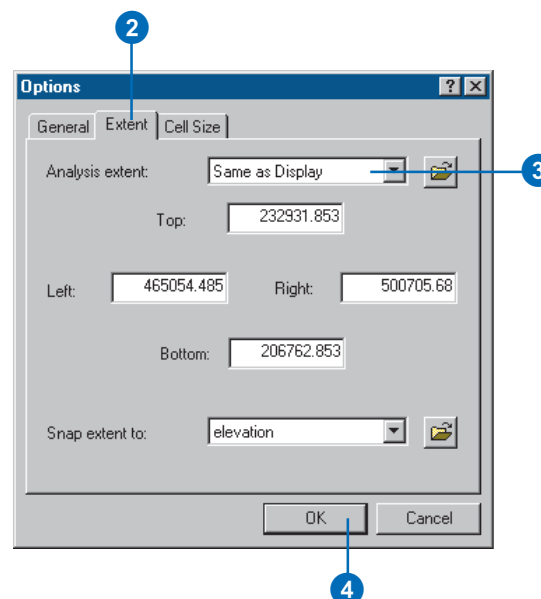 2
Options
General Extent Cell Size
Analysis extent: Same as Display
3
Top: 232931.853
Left: 465054.485 Right: 500705.68
Bottom: 206762.853
Snap extent to: elevation
OK Cancel
4